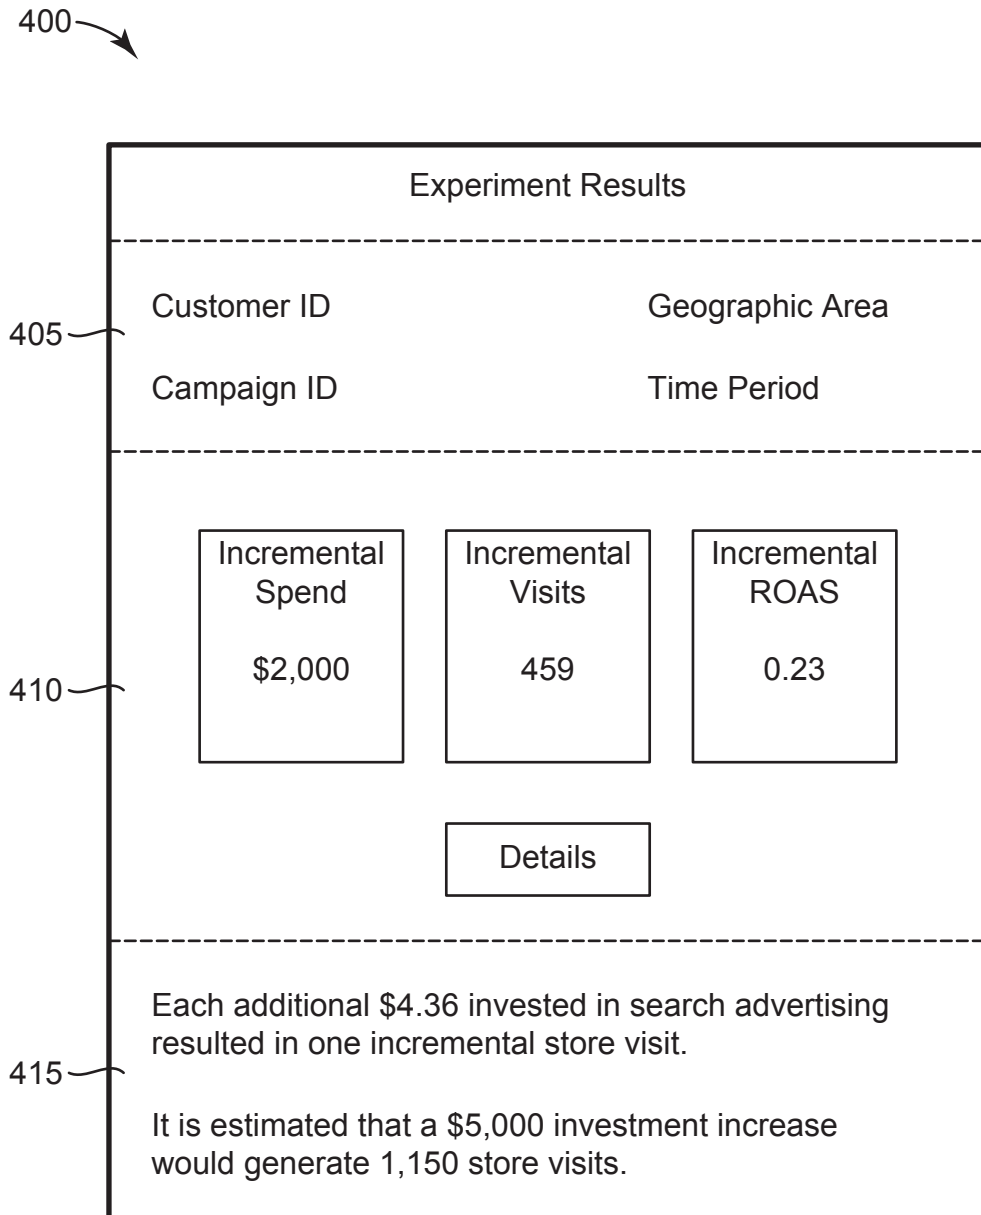 400
Experiment Results
Customer ID
Geographic Area
405
Campaign ID
Time Period
Incremental
Spend
$2,000
Incremental
Visits
459
Incremental
ROAS
0.23
410
Details
Each additional $4.36 invested in search advertising
resulted in one incremental store visit.
415
It is estimated that a $5,000 investment increase
would generate 1,150 store visits.